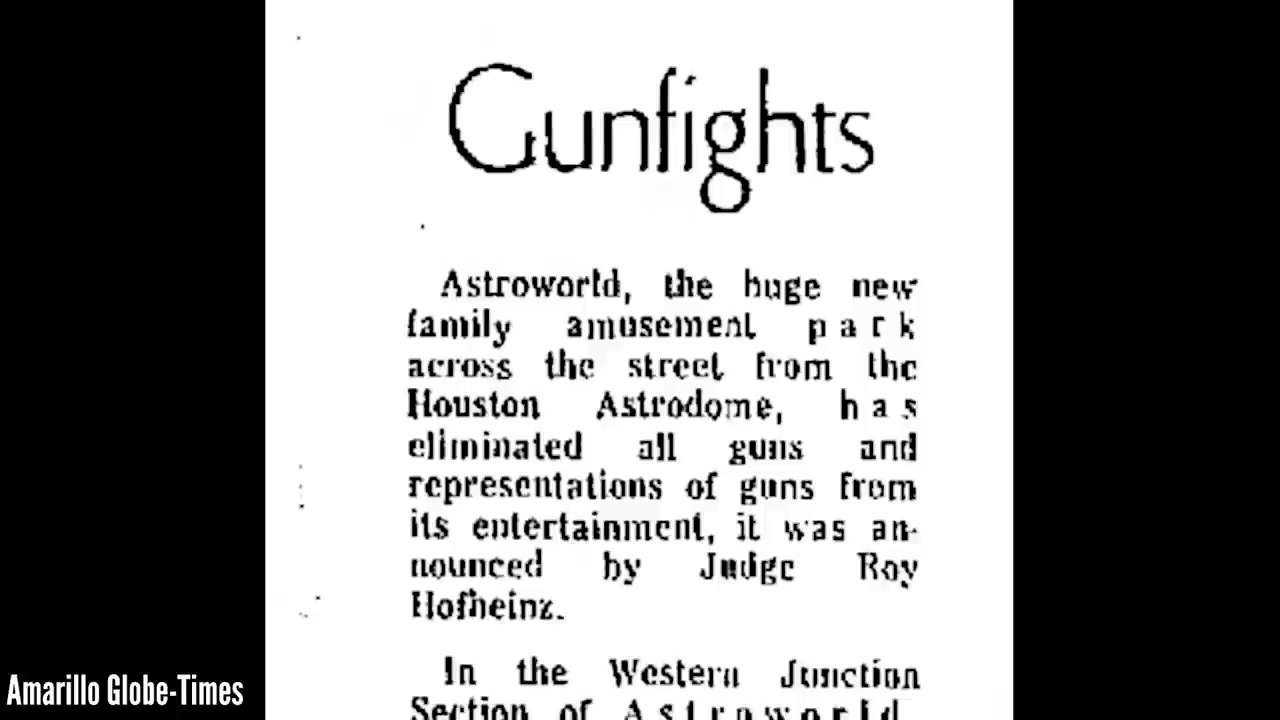 Gunfights
Astroworld, the huge new
family amusement park
across the street from the
Houston Astrodome, has
eliminated all guns and
representations of guns from
its entertainment, it was an-
nounced by Judge Roy
Hofheinz.
In the Western Junction
Section of Astroworld,
Amarillo Globe-Times